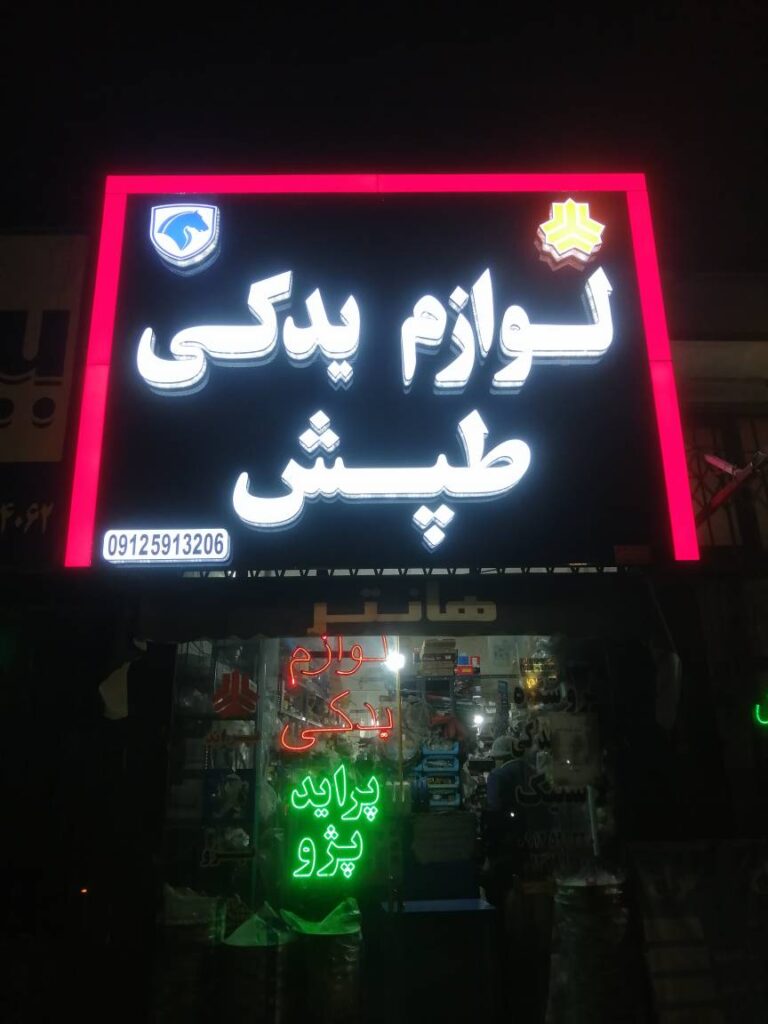 لوازم یدکی
طپش
09125913206
هانتر
لوازم
یدکی
پراید
پژو